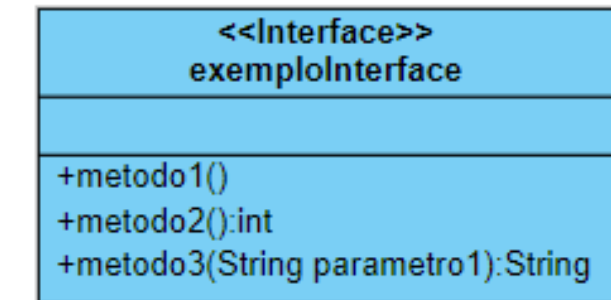 <<Interface>>
exemploInterface
+metodo1()
+metodo2():int
+metodo3(String parametro1):String